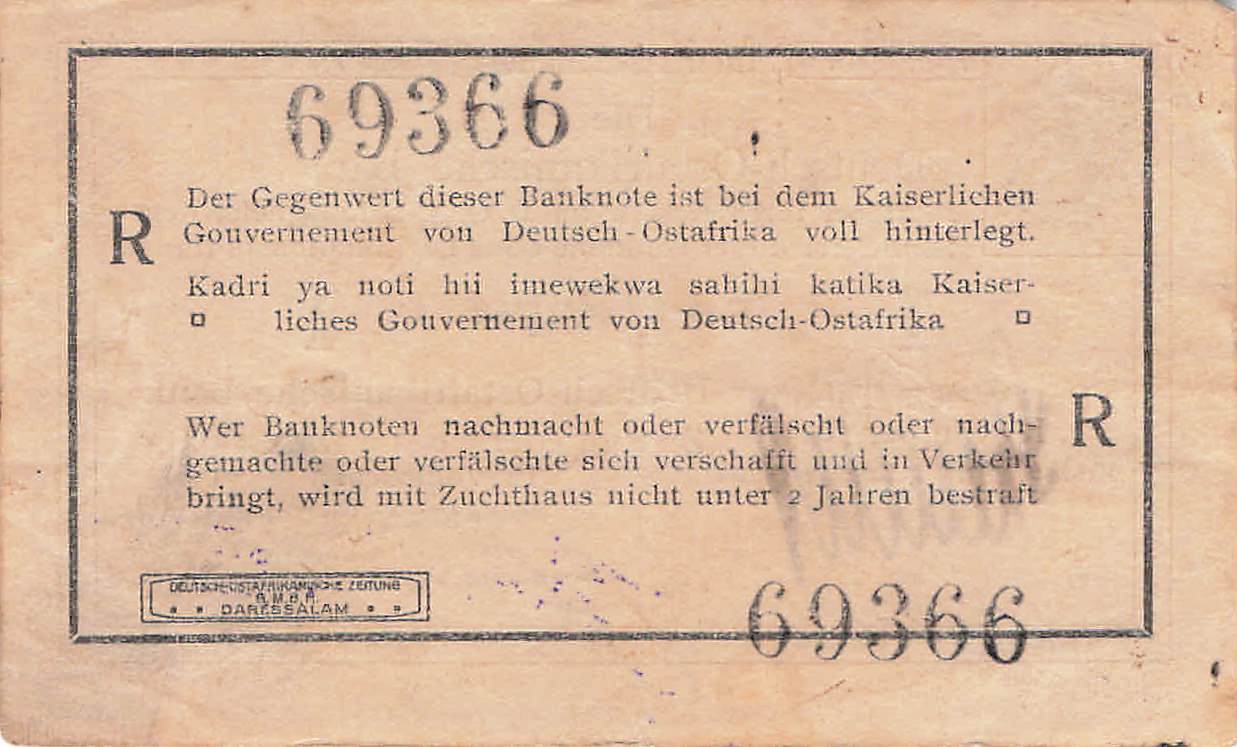 69366
Der Gegenwert dieser Banknote ist bei dem Kaiserlichen
R
Gouvernement von Deutsch-Ostafrika voll hinterlegt.
Kadri ya noti hii imewekwa sahihi katika Kaiser-
liches Gouvernement von Deutsch-Ostafrika
Wer Banknoten nachmacht oder verfälscht oder nach-
R
gemachte oder verfälschte sich verschafft und in Verkehr
bringt, wird mit Zuchthaus nicht unter 2 Jahren bestraft
DEUTSCH-OSTAFRIKANISCHE ZEITUNG
G. M. B. H.
DARESSALAM
69366